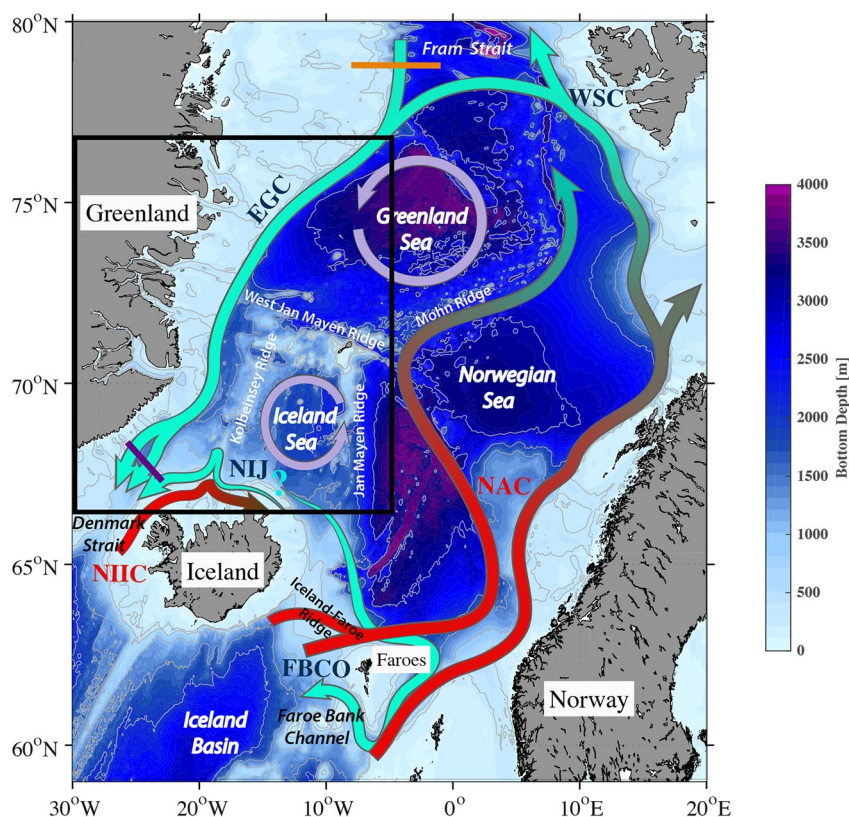 80°N
75°N
70°N
65°N
60°N
30°W
20°W
10°W
0°
10°E
20°E
Fram Strait
WSC
EGC
Greenland
Greenland
Sea
West Jan Mayen Ridge
Mohn Ridge
Kolbeinsey Ridge
Jan Mayen Ridge
Iceland
Sea
Norwegian
Sea
NIJ
?
NAC
Denmark
Strait
NIIC
Iceland
Iceland-Faroe
Ridge
FBCO
Faroes
Faroe Bank
Channel
Iceland
Basin
Norway
4000
3500
3000
2500
2000
1500
1000
500
0
Bottom Depth [m]